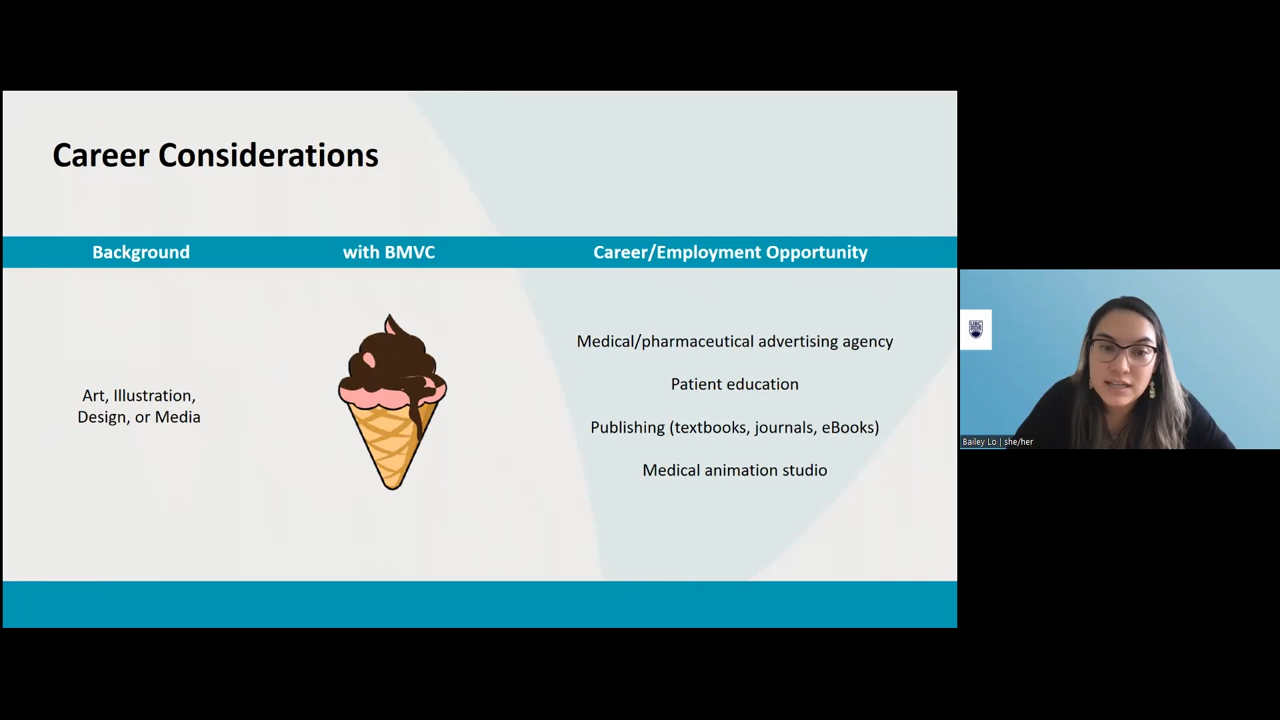 Career Considerations
Background
with BMVC
Career/Employment Opportunity
Art, Illustration,
Design, or Media
Medical/pharmaceutical advertising agency
Patient education
Publishing (textbooks, journals, eBooks)
Medical animation studio
UBC
Bailey Lo | she/her